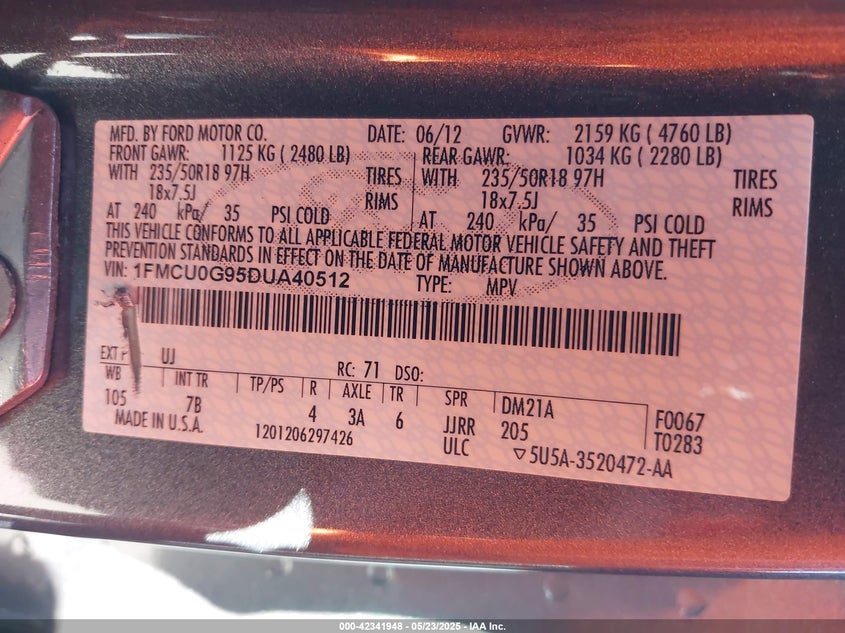 MFD. BY FORD MOTOR CO. DATE: 06/12 GVWR: 2159 KG ( 4760 LB)
FRONT GAWR: 1125 KG ( 2480 LB) REAR GAWR: 1034 KG ( 2280 LB)
WITH 235/50R18 97H TIRES WITH 235/50R18 97H TIRES
18x7.5J RIMS 18x7.5J RIMS
AT 240 kPa/ 35 PSI COLD AT 240 kPa/ 35 PSI COLD
THIS VEHICLE CONFORMS TO ALL APPLICABLE FEDERAL MOTOR VEHICLE SAFETY AND THEFT
PREVENTION STANDARDS IN EFFECT ON THE DATE OF MANUFACTURE SHOWN ABOVE.
VIN: 1FMCU0G95DUA40512 TYPE: MPV
EXT UJ RC: 71 DSO:
WB INT TR TP/PS R AXLE TR SPR DM21A F0067
105 7B 4 3A 6 JJRR 205 T0283
MADE IN U.S.A. 1201206297426 ULC ▽5U5A-3520472-AA
000-42341948 - 05/23/2025 - IAA Inc.